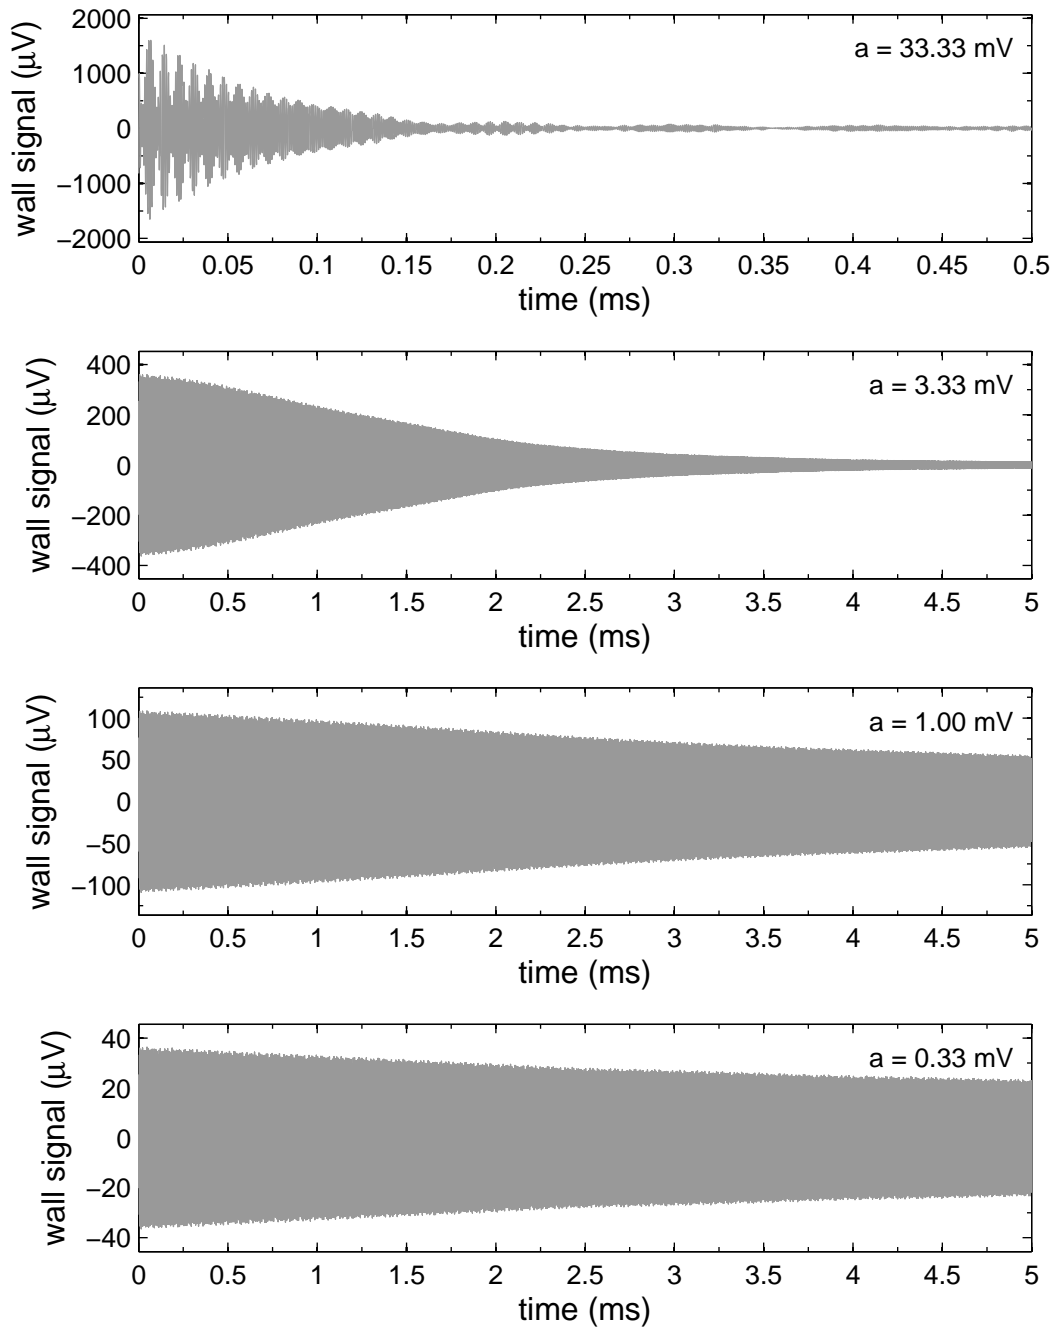 2000
1000
0
−1000
−2000
wall signal (μV)
a = 33.33 mV
0 0.05 0.1 0.15 0.2 0.25 0.3 0.35 0.4 0.45 0.5
time (ms)
400
200
0
−200
−400
wall signal (μV)
a = 3.33 mV
0 0.5 1 1.5 2 2.5 3 3.5 4 4.5 5
time (ms)
100
50
0
−50
−100
wall signal (μV)
a = 1.00 mV
0 0.5 1 1.5 2 2.5 3 3.5 4 4.5 5
time (ms)
40
20
0
−20
−40
wall signal (μV)
a = 0.33 mV
0 0.5 1 1.5 2 2.5 3 3.5 4 4.5 5
time (ms)